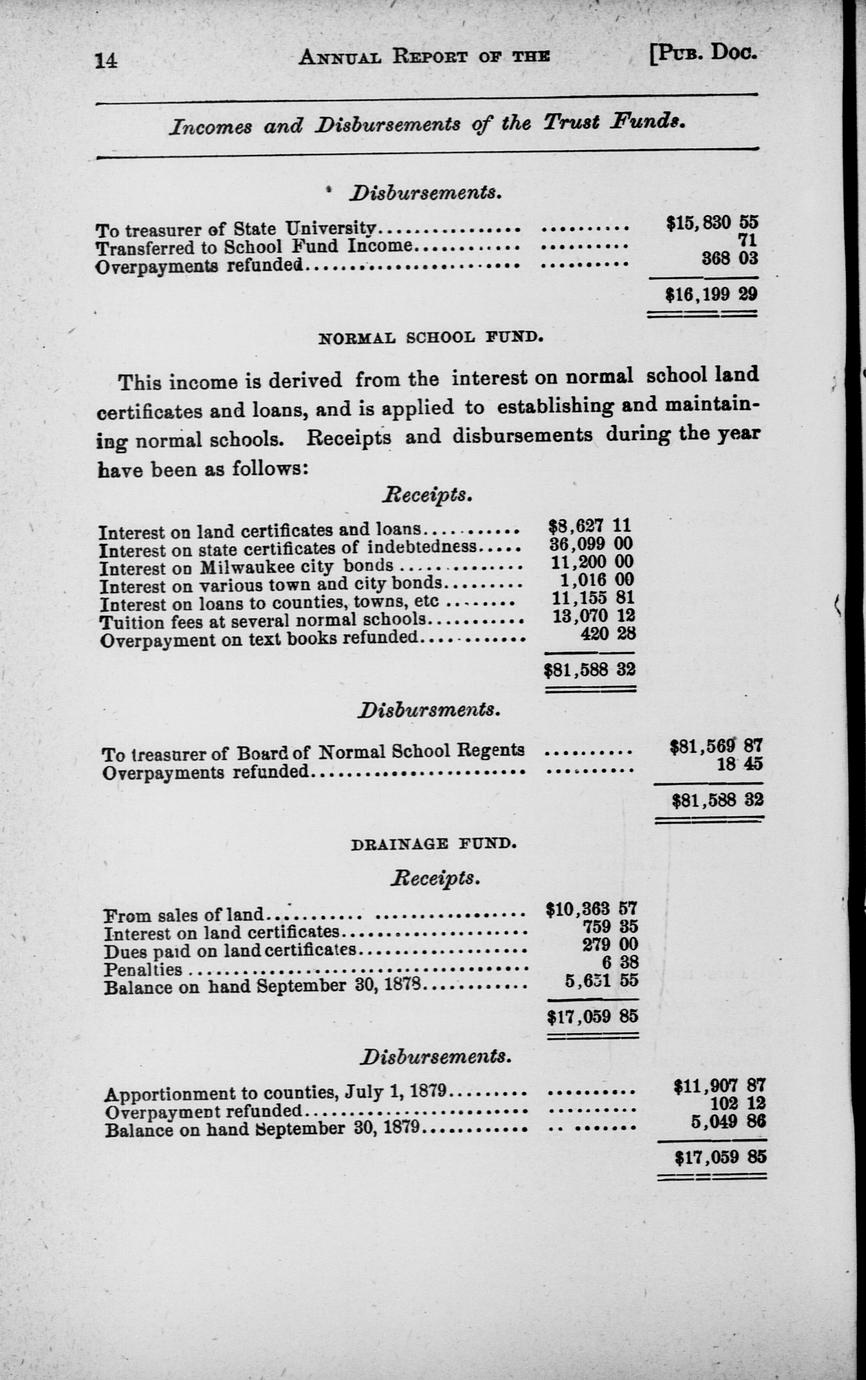 14 ANNUAL REPORT OF THE [PUB. DOC.
Incomes and Disbursements of the Trust Funds.
Disbursements.
To treasurer of State University................ .......... $15,830 55
Transferred to School Fund Income............ .......... 71
Overpayments refunded........................ .......... 368 03
$16,199 29
NORMAL SCHOOL FUND.
This income is derived from the interest on normal school land
certificates and loans, and is applied to establishing and maintain-
ing normal schools. Receipts and disbursements during the year
have been as follows:
Receipts.
Interest on land certificates and loans........... $8,627 11
Interest on state certificates of indebtedness..... 36,099 00
Interest on Milwaukee city bonds .............. 11,200 00
Interest on various town and city bonds......... 1,016 00
Interest on loans to counties, towns, etc ........ 11,155 81
Tuition fees at several normal schools........... 13,070 12
Overpayment on text books refunded............ 420 28
$81,588 32
Disbursments.
To treasurer of Board of Normal School Regents .......... $81,569 87
Overpayments refunded........................ .......... 18 45
$81,588 32
DRAINAGE FUND.
Receipts.
From sales of land........... ................. $10,363 57
Interest on land certificates...................... 759 35
Dues paid on land certificates................... 279 00
Penalties ....................................... 6 38
Balance on hand September 30, 1878............ 5,651 55
$17,059 85
Disbursements.
Apportionment to counties, July 1, 1879......... .......... $11,907 87
Overpayment refunded......................... .......... 102 12
Balance on hand September 30, 1879............ .. ....... 5,049 86
$17,059 85